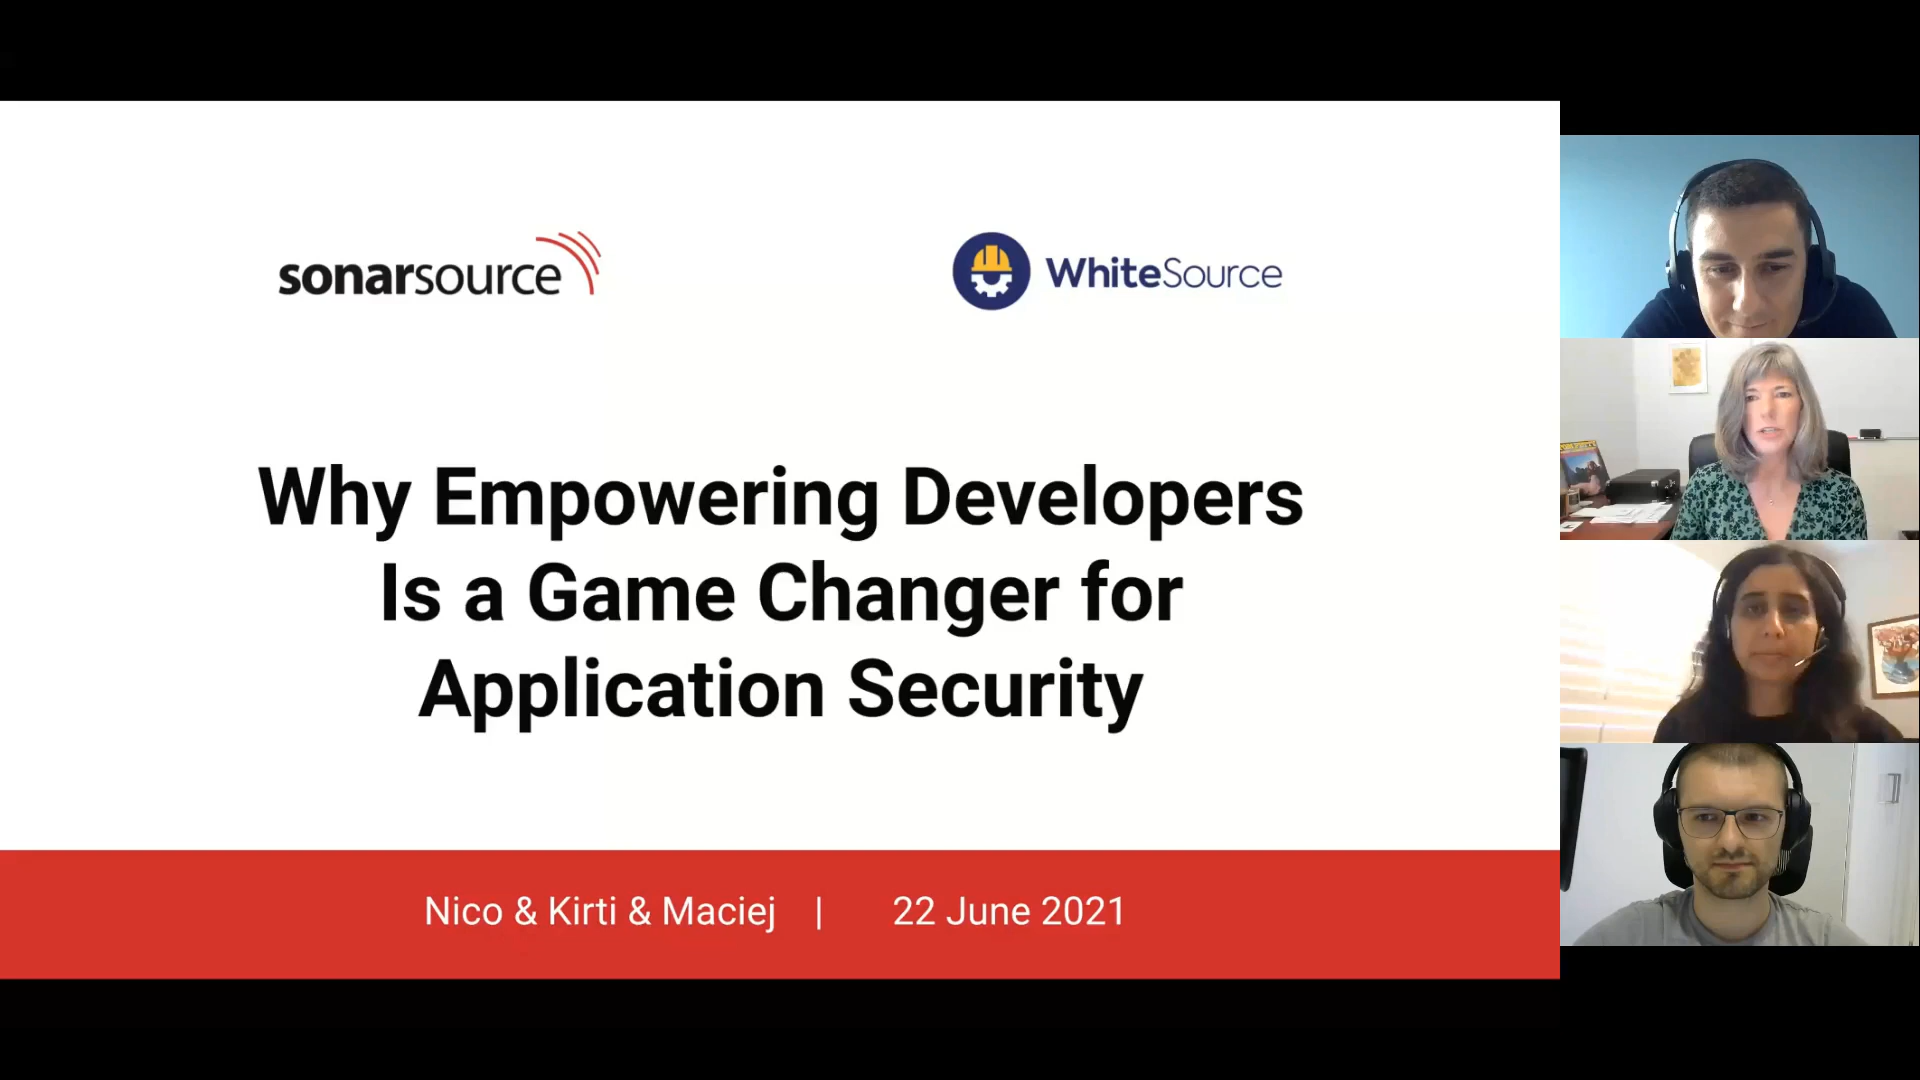 sonarsource
WhiteSource
Why Empowering Developers
Is a Game Changer for
Application Security
Nico & Kirti & Maciej | 22 June 2021